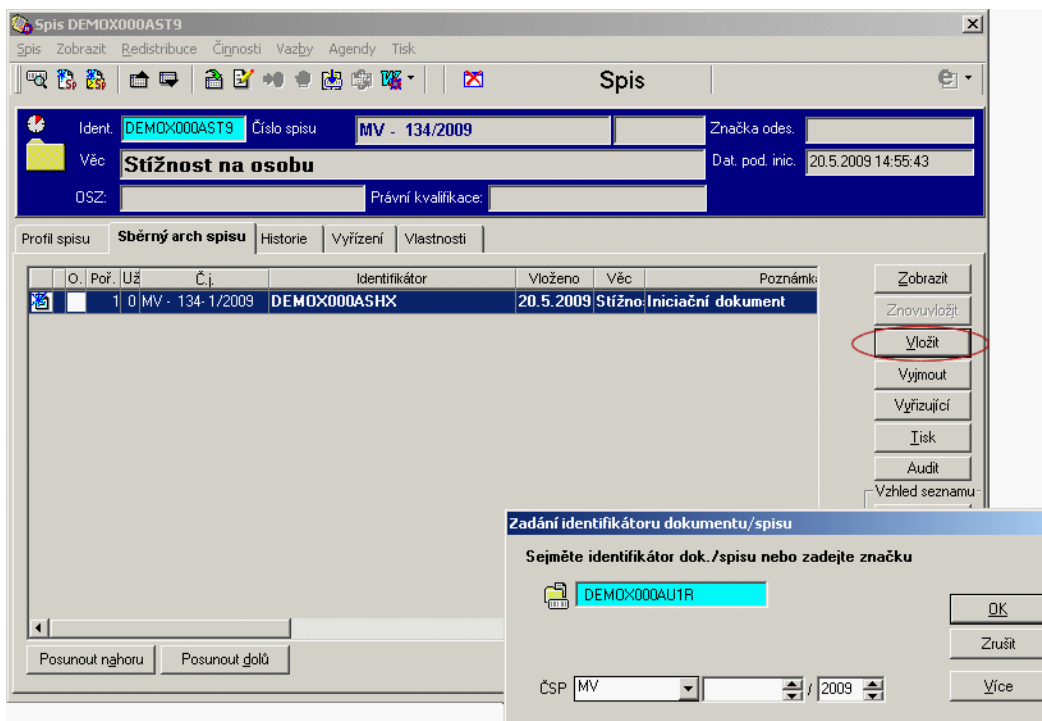 Spis DEMOX000AST9
Spis Zobrazit Redistribuce Činnosti Vazby Agendy Tisk
Spis
Ident. DEMOX000AST9 Číslo spisu MV - 134/2009 Značka odes.
Věc Stížnost na osobu Dat. pod. inic. 20.5.2009 14:55:43
OSZ: Právní kvalifikace:
Profil spisu Sběrný arch spisu Historie Vyřízení Vlastnosti
O. Poř. Už Č.j. Identifikátor Vloženo Věc Poznámk
1 0 MV - 134-1/2009 DEMOX000ASHX 20.5.2009 Stížno Iniciační dokument
Zobrazit
Znovuvložit
Vložit
Vyjmout
Vyřizující
Tisk
Audit
Vzhled seznamu
Zadání identifikátoru dokumentu/spisu
Sejměte identifikátor dok./spisu nebo zadejte značku
DEMOX000AU1R
OK
Zrušit
ČSP MV / 2009 Více
Posunout nahoru Posunout dolů